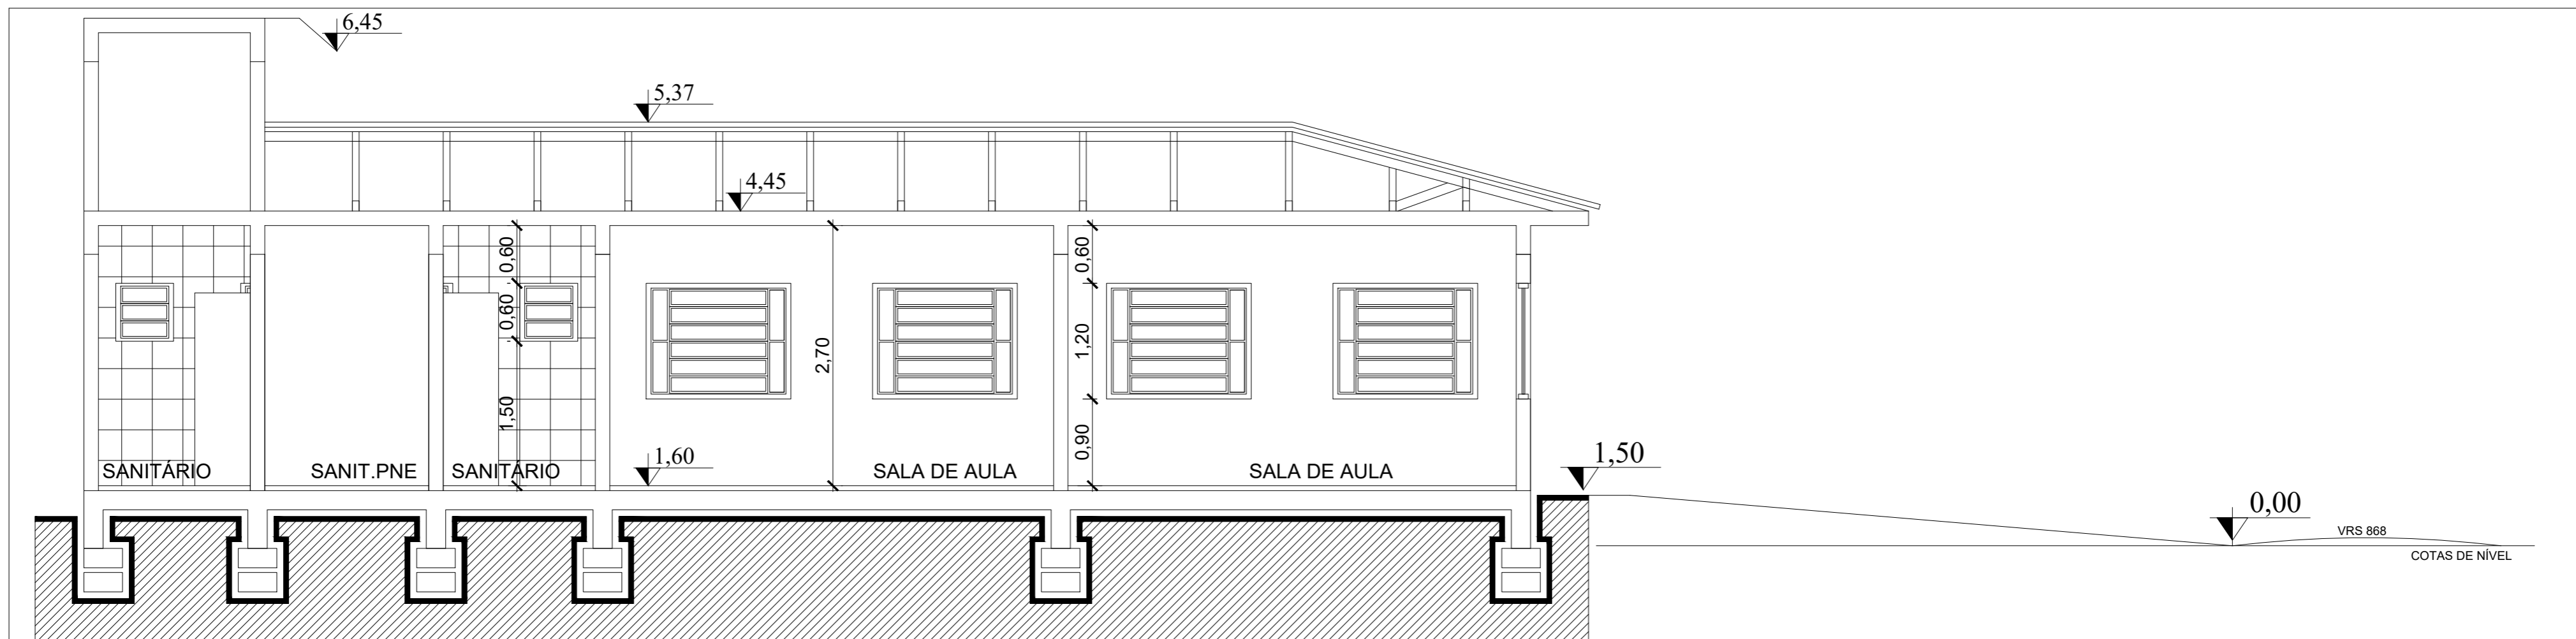 6,45
5,37
4,45
0,60
0,60
1,50
2,70
0,60
1,20
0,90
1,60
SANITÁRIO
SANIT.PNE
SANITÁRIO
SALA DE AULA
SALA DE AULA
1,50
0,00
VRS 868
COTAS DE NÍVEL